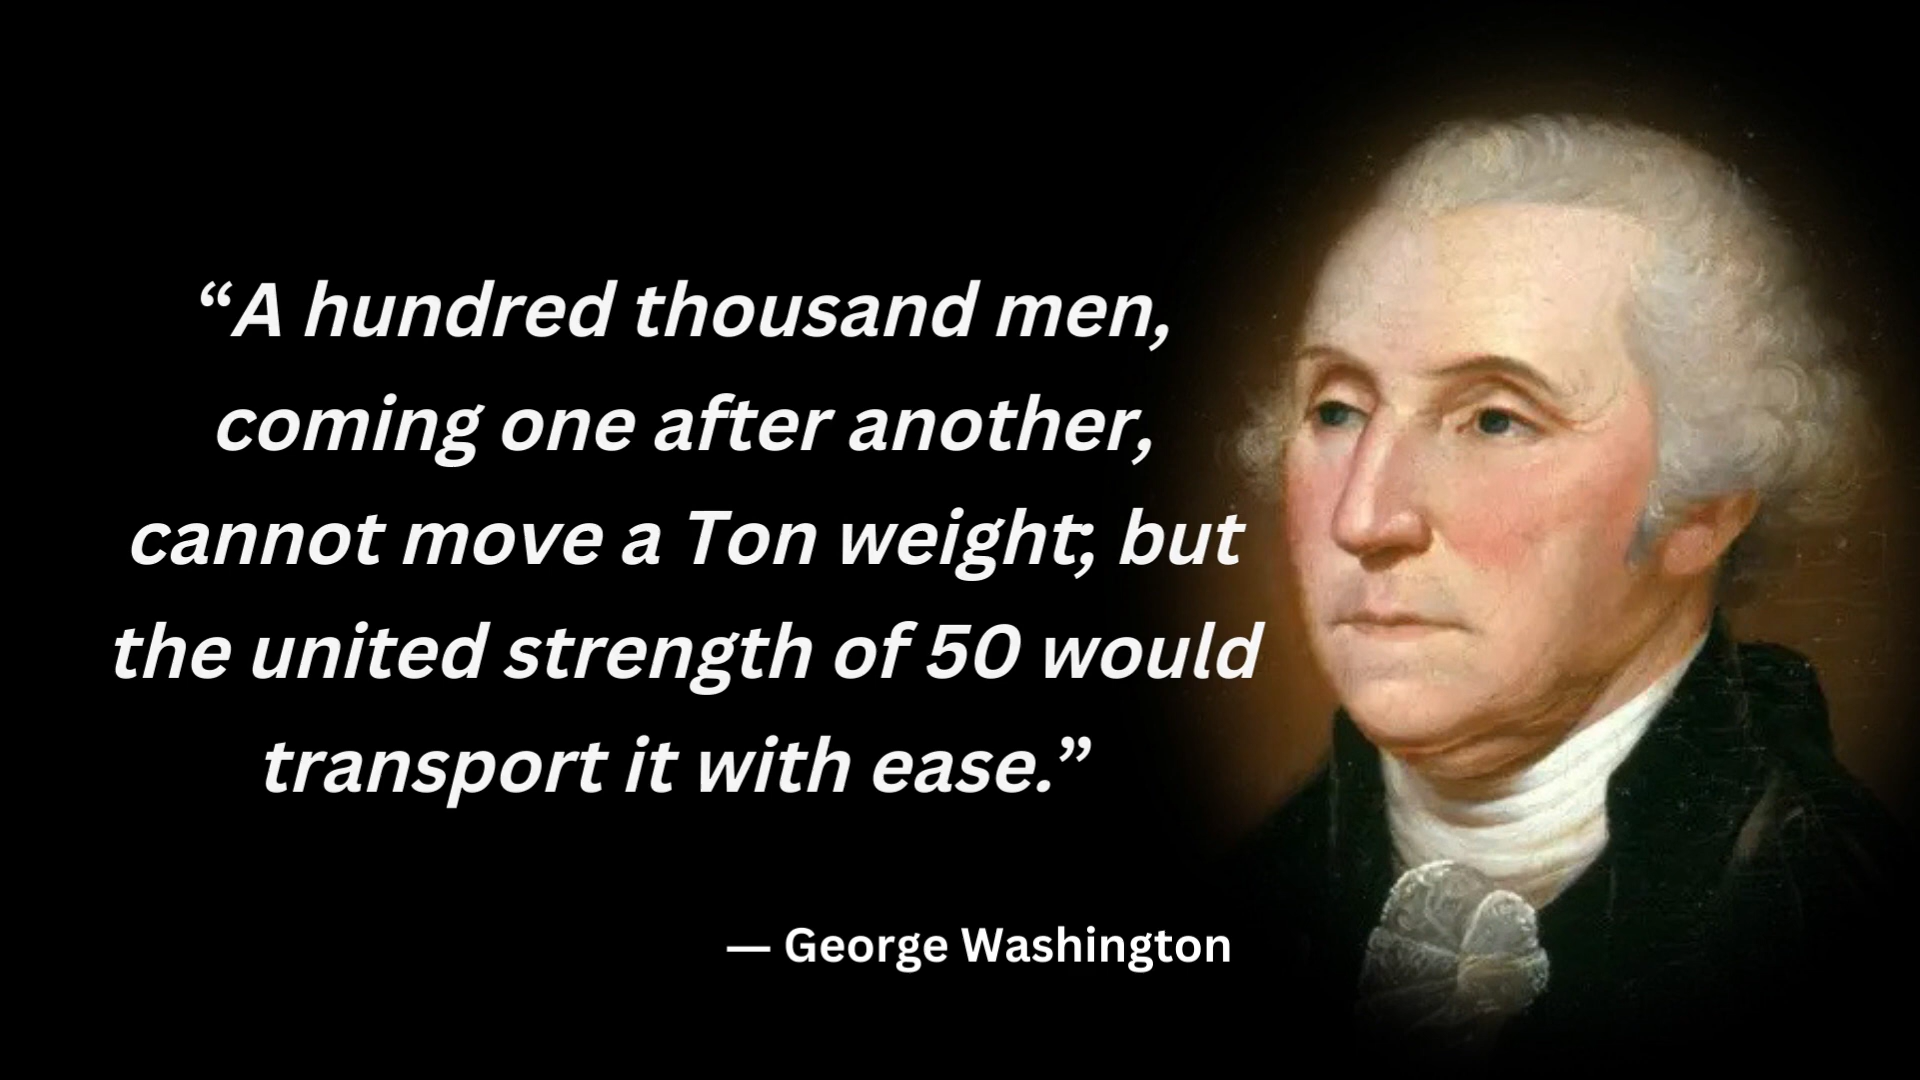 “A hundred thousand men,
coming one after another,
cannot move a Ton weight; but
the united strength of 50 would
transport it with ease.”
— George Washington